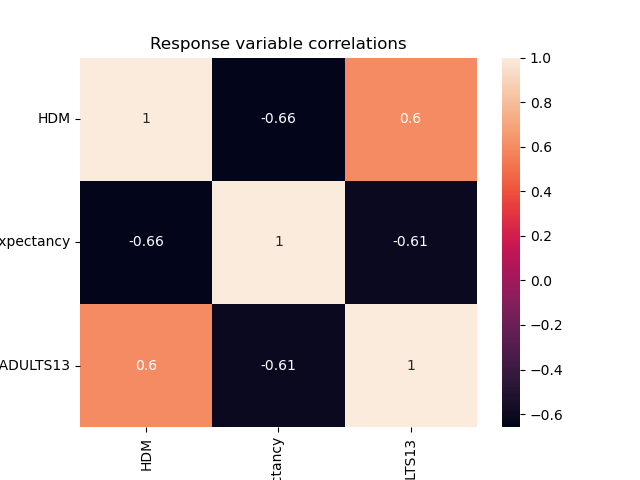 Response variable correlations
HDM
1
-0.66
0.6
xpectancy
-0.66
1
-0.61
ADULTS13
0.6
-0.61
1
HDM
ctancy
LTS13
1.0
0.8
0.6
0.4
0.2
0.0
−0.2
−0.4
−0.6